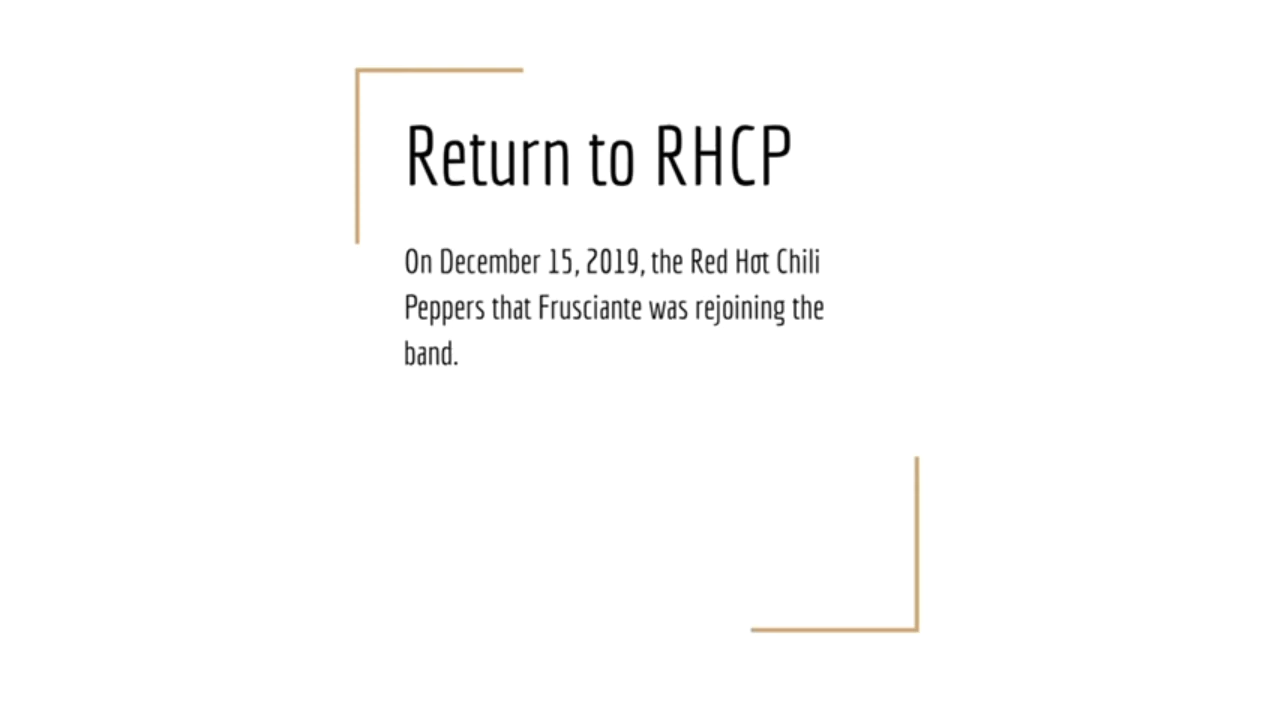 Return to RHCP
On December 15, 2019, the Red Hot Chili
Peppers that Frusciante was rejoining the
band.